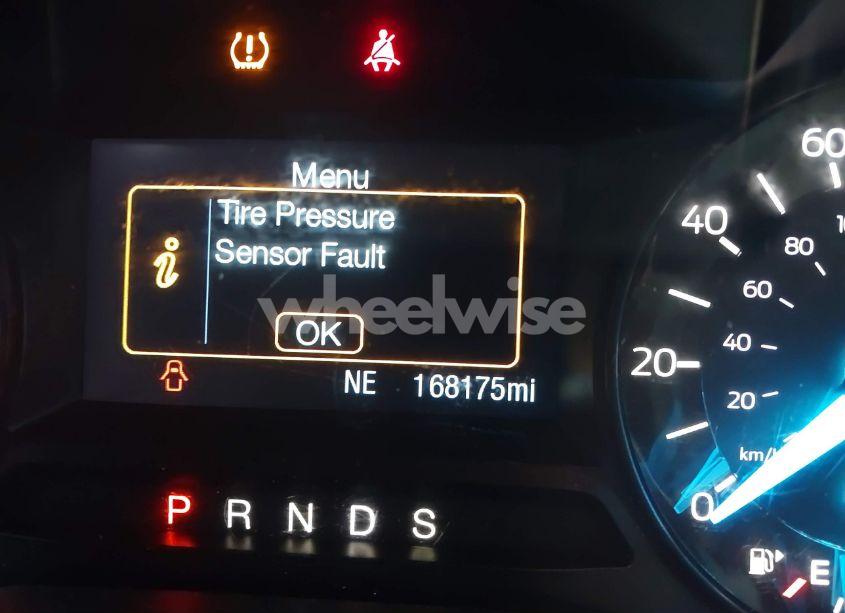 Menu
Tire Pressure
Sensor Fault
OK
wheelwise
NE 168175mi
P R N D S
60
40
20
0
80
60
40
20
km/
E